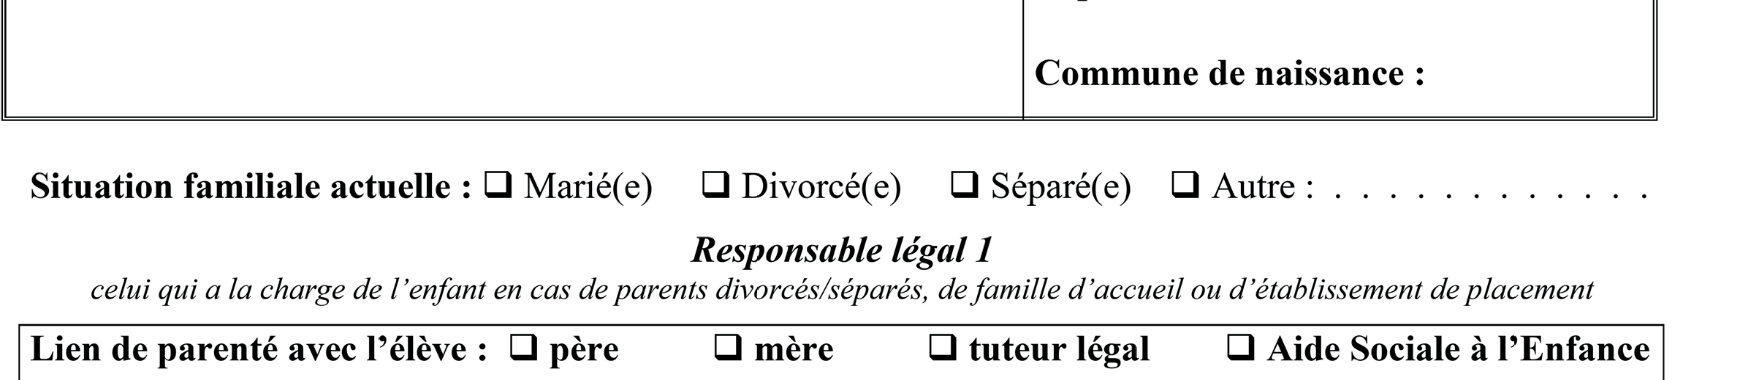 Commune de naissance :
Situation familiale actuelle : ❑ Marié(e) ❑ Divorcé(e) ❑ Séparé(e) ❑ Autre : . . . . . . . . . . . .
Responsable légal 1
celui qui a la charge de l’enfant en cas de parents divorcés/séparés, de famille d’accueil ou d’établissement de placement
Lien de parenté avec l’élève : ❑ père ❑ mère ❑ tuteur légal ❑ Aide Sociale à l’Enfance